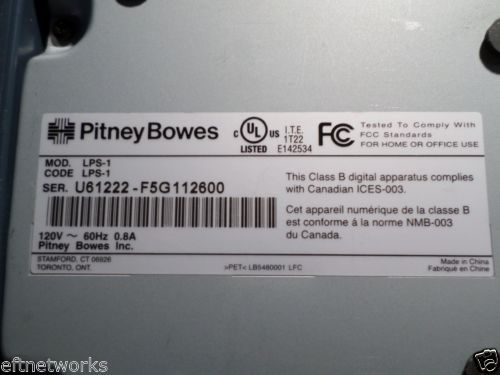 Pitney Bowes
c UL US LISTED
I.T.E.
1T22
E142534
FC
Tested To Comply With
FCC Standards
FOR HOME OR OFFICE USE
MOD. LPS-1
CODE LPS-1
SER. U61222-F5G112600
120V ~ 60Hz 0.8A
Pitney Bowes Inc.
STAMFORD, CT 06926
TORONTO, ONT.
>PET< LB5460001 LFC
This Class B digital apparatus complies
with Canadian ICES-003.
Cet appareil numérique de la classe B
est conforme á la norme NMB-003
du Canada.
Made in China
Fabriqué en Chine
eftnetworks